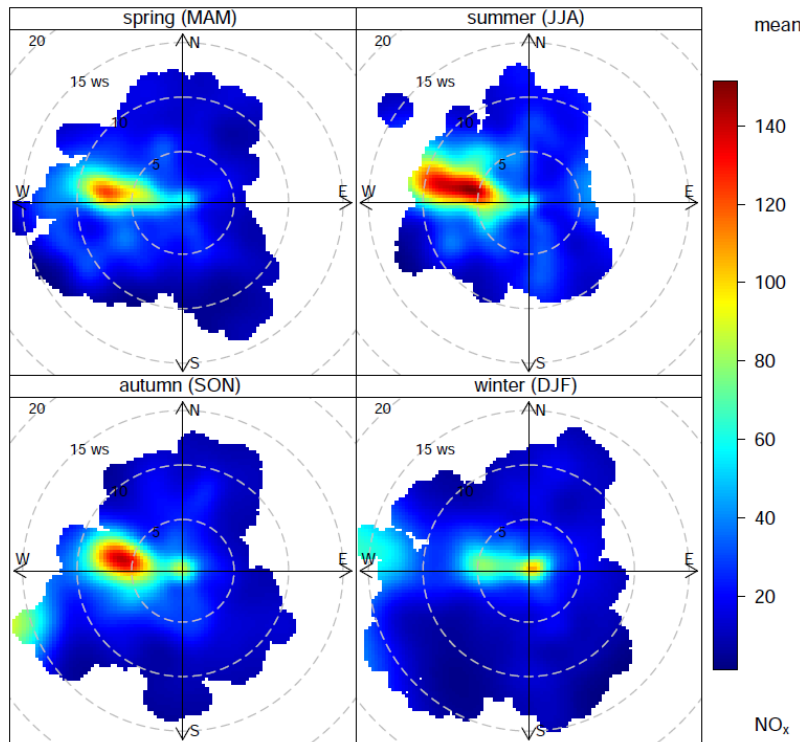 spring (MAM)
summer (JJA)
mean
20
15 ws
10
5
N
E
S
W
20
15 ws
10
5
N
E
S
W
autumn (SON)
winter (DJF)
20
15 ws
10
5
N
E
S
W
20
15 ws
10
5
N
E
S
W
140
120
100
80
60
40
20
NOₓ